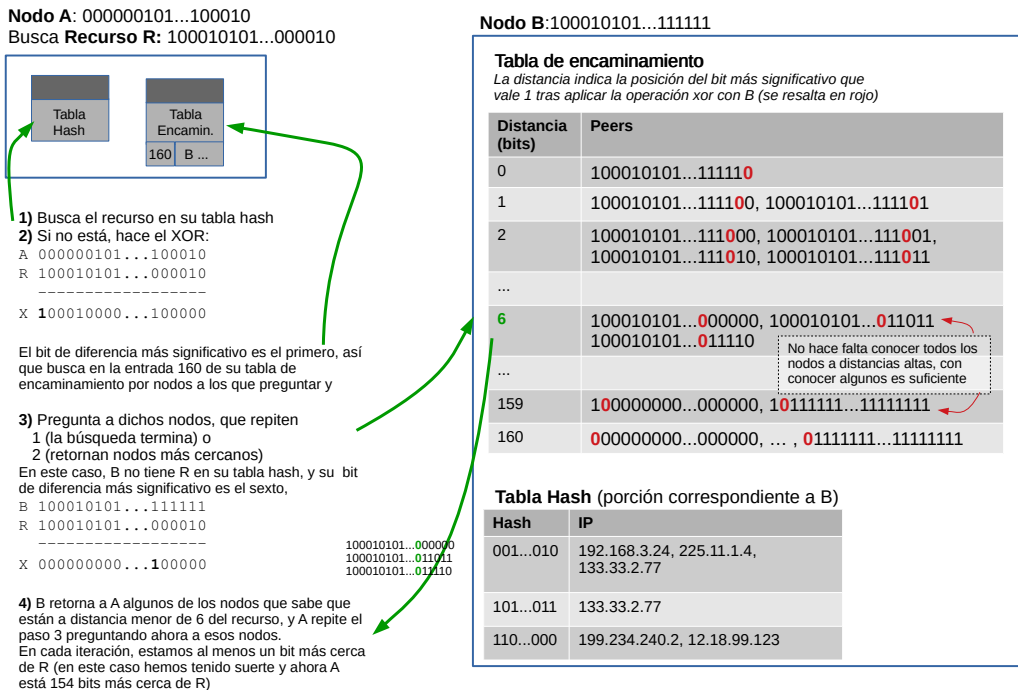 Nodo A: 000000101...100010
Busca Recurso R: 100010101...000010
Tabla
Hash
Tabla
Encamin.
160 B ...
1) Busca el recurso en su tabla hash
2) Si no está, hace el XOR:
A 000000101...100010
R 100010101...000010
------------------
X 100010000...100000
El bit de diferencia más significativo es el primero, así
que busca en la entrada 160 de su tabla de
encaminamiento por nodos a los que preguntar y
3) Pregunta a dichos nodos, que repiten
1 (la búsqueda termina) o
2 (retornan nodos más cercanos)
En este caso, B no tiene R en su tabla hash, y su bit
de diferencia más significativo es el sexto,
B 100010101...111111
R 100010101...000010
------------------
X 000000000...100000
100010101...000000
100010101...011011
100010101...011110
4) B retorna a A algunos de los nodos que sabe que
están a distancia menor de 6 del recurso, y A repite el
paso 3 preguntando ahora a esos nodos.
En cada iteración, estamos al menos un bit más cerca
de R (en este caso hemos tenido suerte y ahora A
está 154 bits más cerca de R)
Nodo B:100010101...111111
Tabla de encaminamiento
La distancia indica la posición del bit más significativo que
vale 1 tras aplicar la operación xor con B (se resalta en rojo)
Distancia
(bits)
Peers
0 100010101...111110
1 100010101...111100, 100010101...111101
2 100010101...111000, 100010101...111001,
100010101...111010, 100010101...111011
...
6 100010101...000000, 100010101...011011
100010101...011110
No hace falta conocer todos los
nodos a distancias altas, con
conocer algunos es suficiente
...
159 100000000...000000, 10111111...11111111
160 000000000...000000, ... , 01111111...11111111
Tabla Hash (porción correspondiente a B)
Hash IP
001...010 192.168.3.24, 225.11.1.4,
133.33.2.77
101...011 133.33.2.77
110...000 199.234.240.2, 12.18.99.123